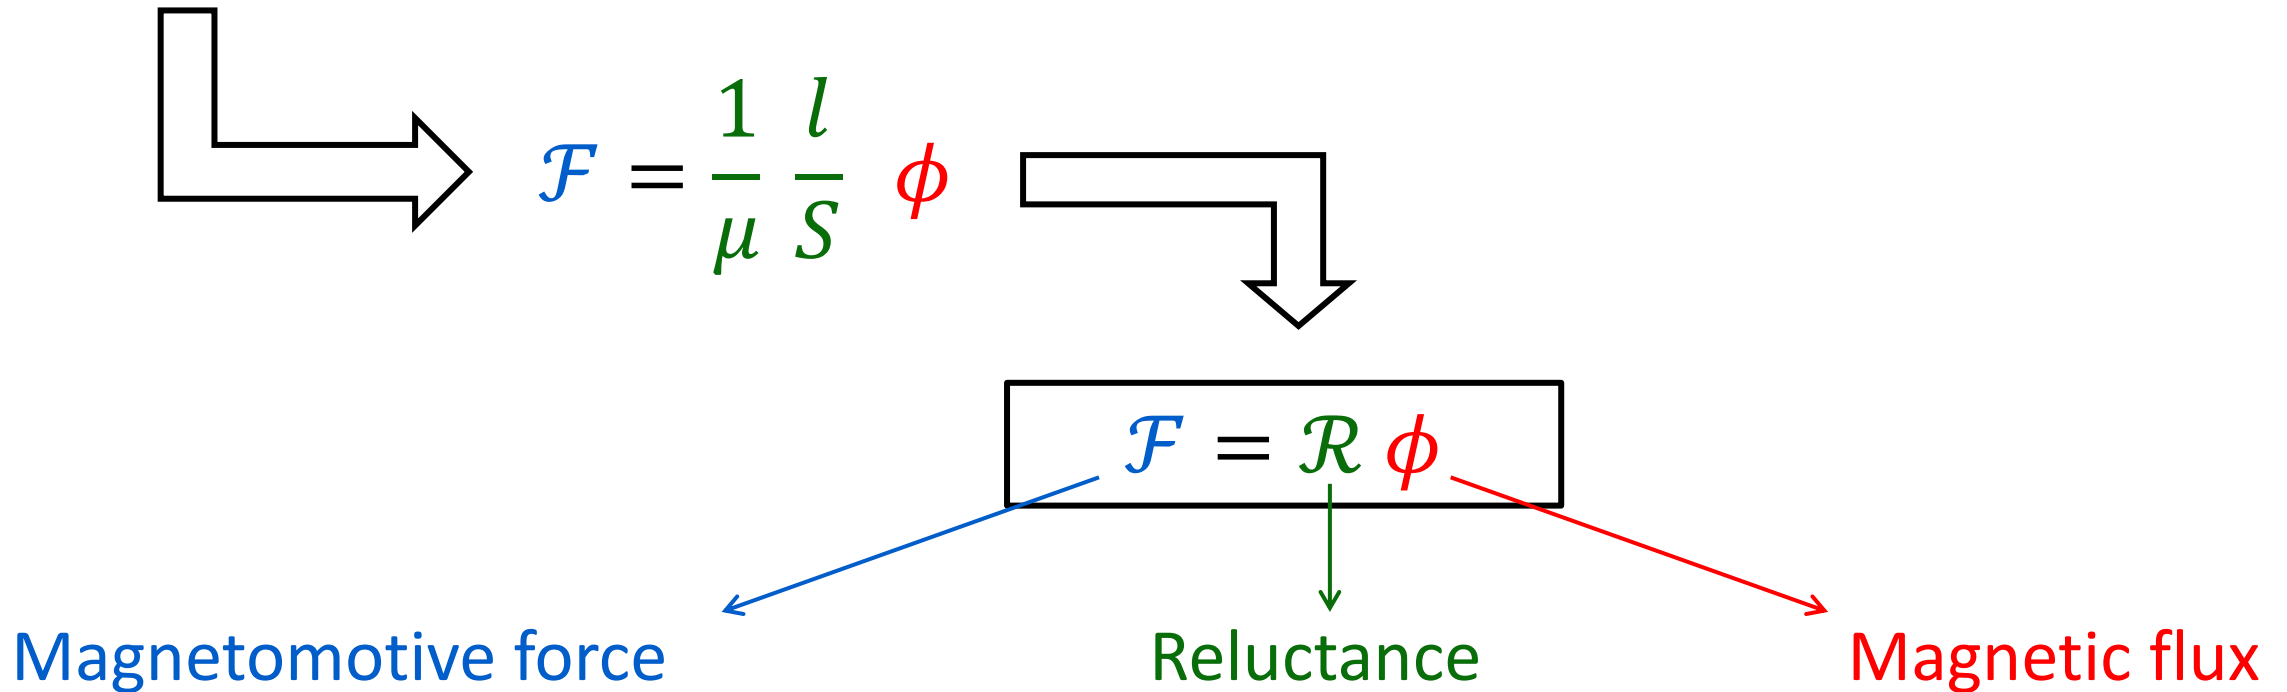 ℱ = 1/μ l/S ϕ
ℱ = ℛ ϕ
Magnetomotive force Reluctance Magnetic flux